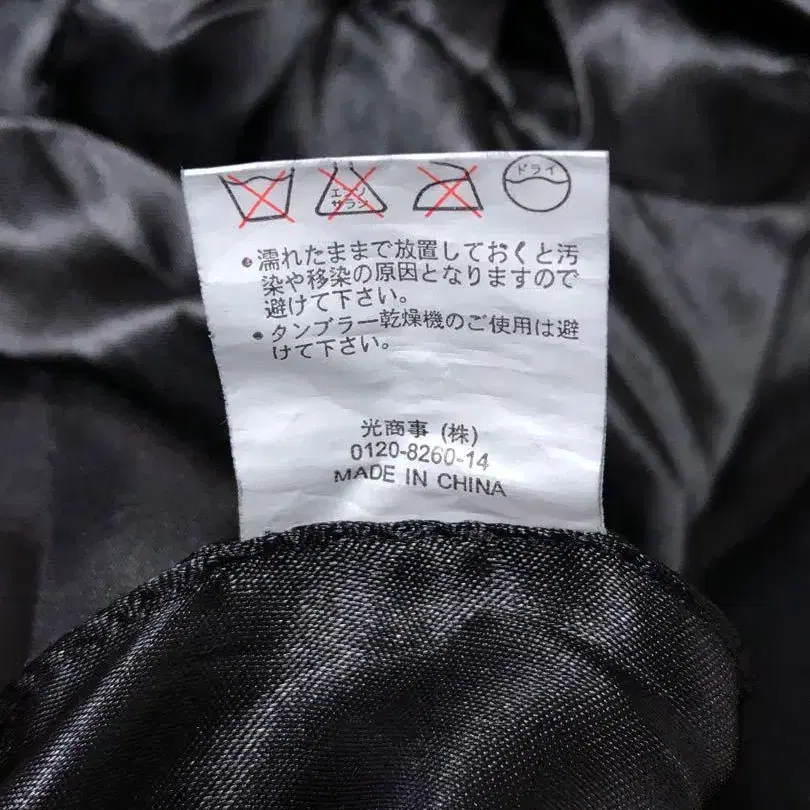 ドライ
エンソ
サラシ
・濡れたままで放置しておくと汚
染や移染の原因となりますので
避けて下さい。
・タンブラー乾燥機のご使用は避
けて下さい。
光商事 (株)
0120-8260-14
MADE IN CHINA